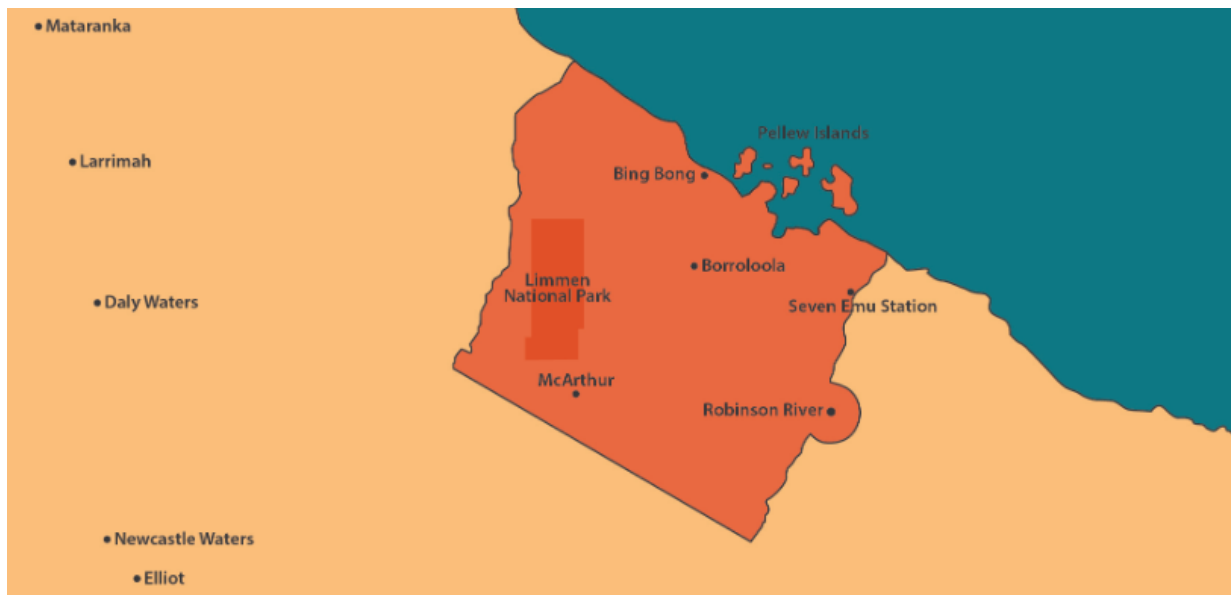 Mataranka
Pellew Islands
Larrimah
Bing Bong
Borroloola
Limmen
National Park
Daly Waters
Seven Emu Station
McArthur
Robinson River
Newcastle Waters
Elliot